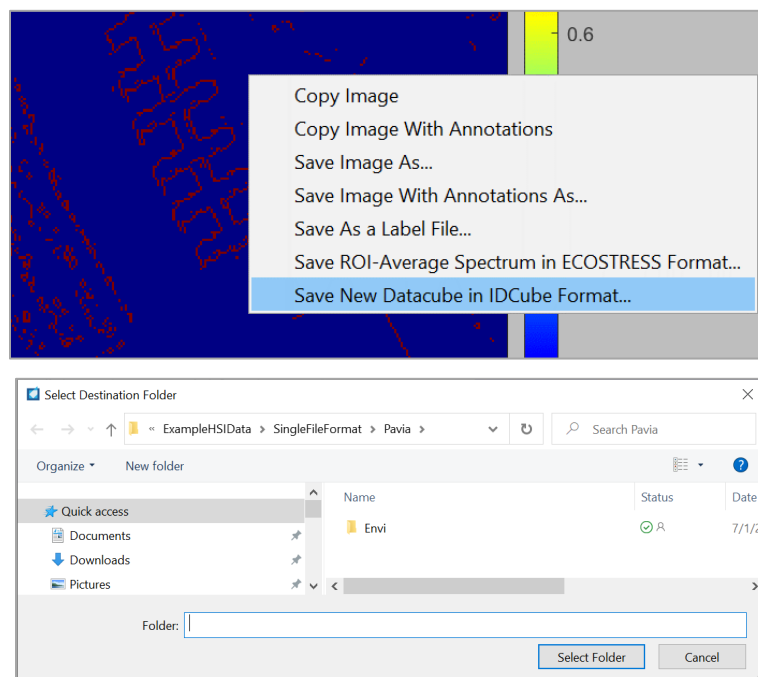 0.6
Copy Image
Copy Image With Annotations
Save Image As...
Save Image With Annotations As...
Save As a Label File...
Save ROI-Average Spectrum in ECOSTRESS Format...
Save New Datacube in IDCube Format...
Select Destination Folder
« ExampleHSIData > SingleFileFormat > Pavia >
Search Pavia
Organize
New folder
Name
Status
Date
Quick access
Envi
7/1/2
Documents
Downloads
Pictures
Folder:
Select Folder
Cancel